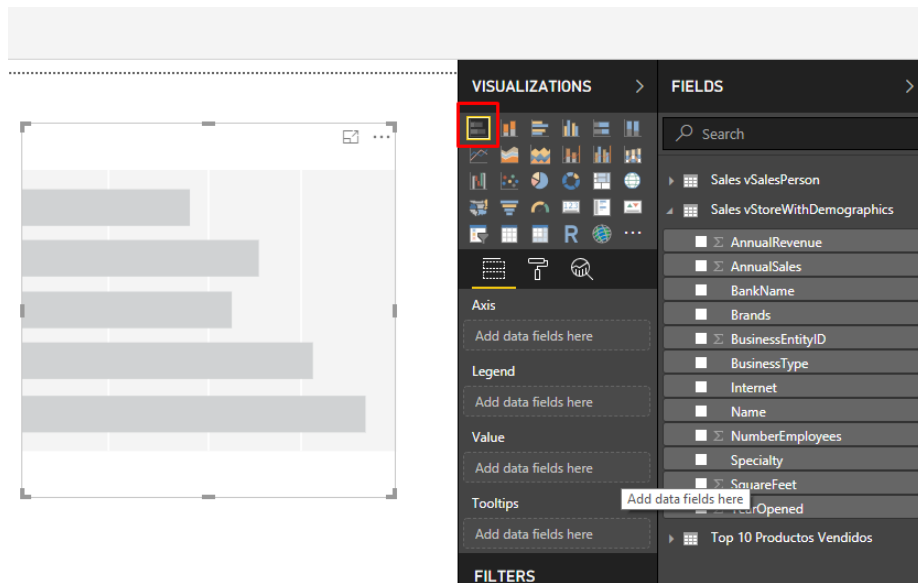 VISUALIZATIONS
Axis
Add data fields here
Legend
Add data fields here
Value
Add data fields here
Tooltips
Add data fields here
FILTERS
FIELDS
Search
Sales vSalesPerson
Sales vStoreWithDemographics
AnnualRevenue
AnnualSales
BankName
Brands
BusinessEntityID
BusinessType
Internet
Name
NumberEmployees
Specialty
SquareFeet
Add data fields here
YearOpened
Top 10 Productos Vendidos